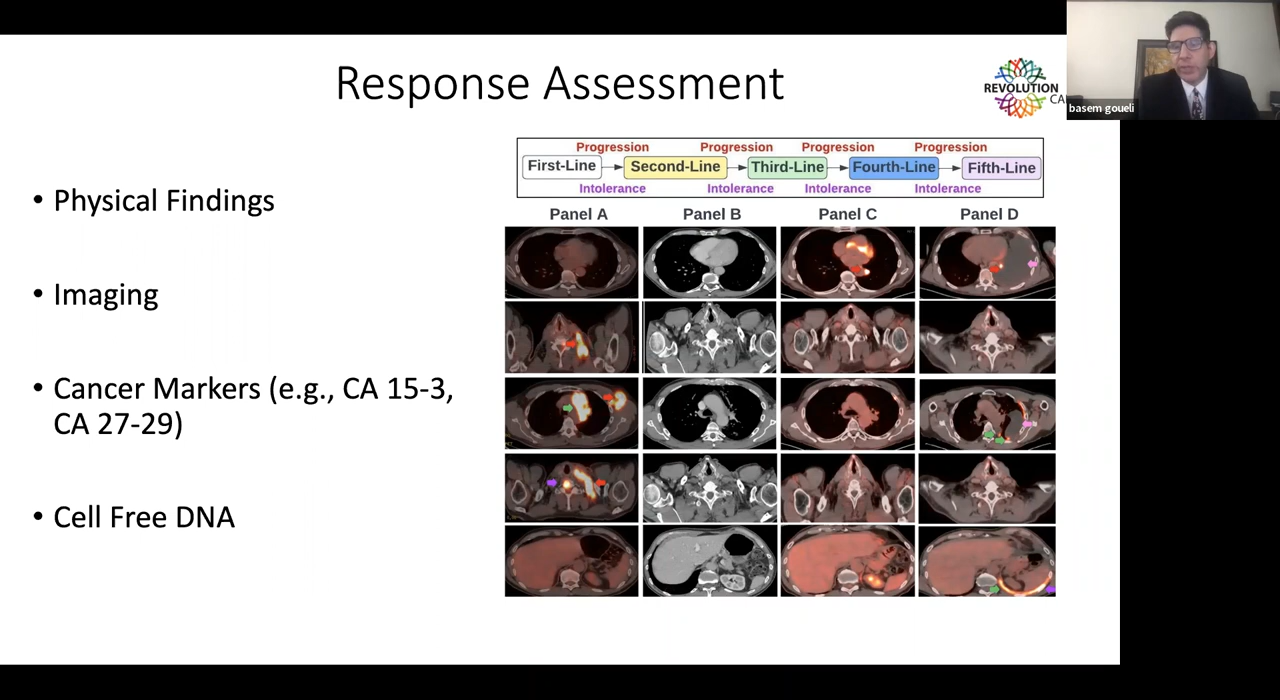 Response Assessment
REVOLUTION
CA
basem goueli
• Physical Findings
• Imaging
• Cancer Markers (e.g., CA 15-3,
CA 27-29)
• Cell Free DNA
Progression Progression Progression Progression
First-Line Second-Line Third-Line Fourth-Line Fifth-Line
Intolerance Intolerance Intolerance Intolerance
Panel A Panel B Panel C Panel D